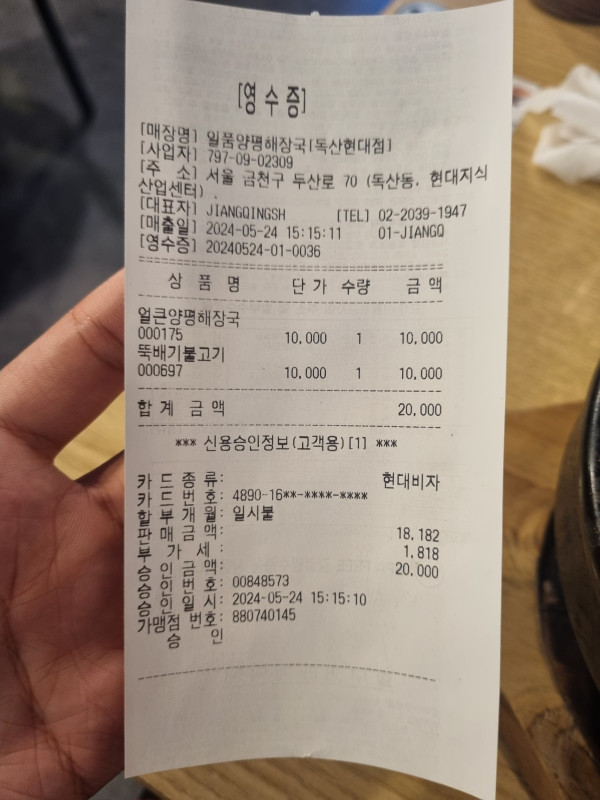 [영 수 증]
[매장명] 일품양평해장국[독산현대점]
[사업자] 797-09-02309
[주 소] 서울 금천구 두산로 70 (독산동, 현대지식
산업센터) .
[대표자] JIANGQINGSH [TEL] 02-2039-1947
[매출일] 2024-05-24 15:15:11 01-JIANGQ
[영수증] 20240524-01-0036
상 품 명 단 가 수량 금 액
얼큰양평해장국
000175 10,000 1 10,000
뚝배기불고기
000697 10,000 1 10,000
합 계 금 액 20,000
*** 신용승인정보(고객용)[1] ***
카 드 종 류: 현대비자
카 드 번 호: 4890-16**-****-****
할 부 개 월: 일시불
판 매 금 액: 18,182
부 가 세 : 1,818
승 인 금 액: 20,000
승 인 번 호: 00848573
승 인 일 시: 2024-05-24 15:15:10
가맹점 번호: 880740145
승 인